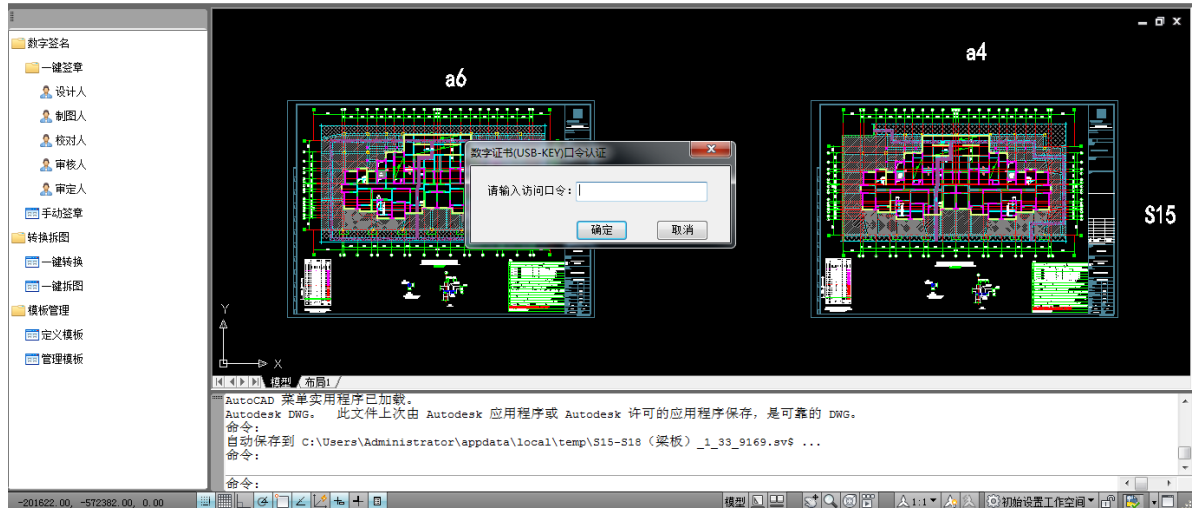 数字签名
一键签章
设计人
制图人
校对人
审核人
审定人
手动签章
转换拆图
一键转换
一键拆图
模板管理
定义模板
管理模板
a6
a4
S15
数字证书(USB-KEY)口令认证
请输入访问口令：
确定
取消
Y
X
模型
布局1
AutoCAD 菜单实用程序已加载。
Autodesk DWG。 此文件上次由 Autodesk 应用程序或 Autodesk 许可的应用程序保存，是可靠的 DWG。
命令:
自动保存到 C:\Users\Administrator\appdata\local\temp\S15-S18（梁板）_1_33_9169.sv$ ...
命令:
命令:
-201622.00, -572382.00, 0.00
模型
1:1
初始设置工作空间